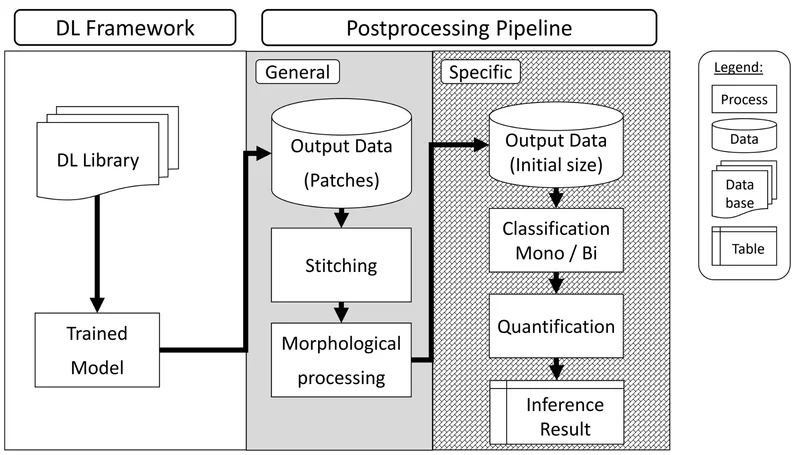 DL Framework
Postprocessing Pipeline
General
Specific
DL Library
Trained
Model
Output Data
(Patches)
Stitching
Morphological
processing
Output Data
(Initial size)
Classification
Mono / Bi
Quantification
Inference
Result
Legend:
Process
Data
Data
base
Table